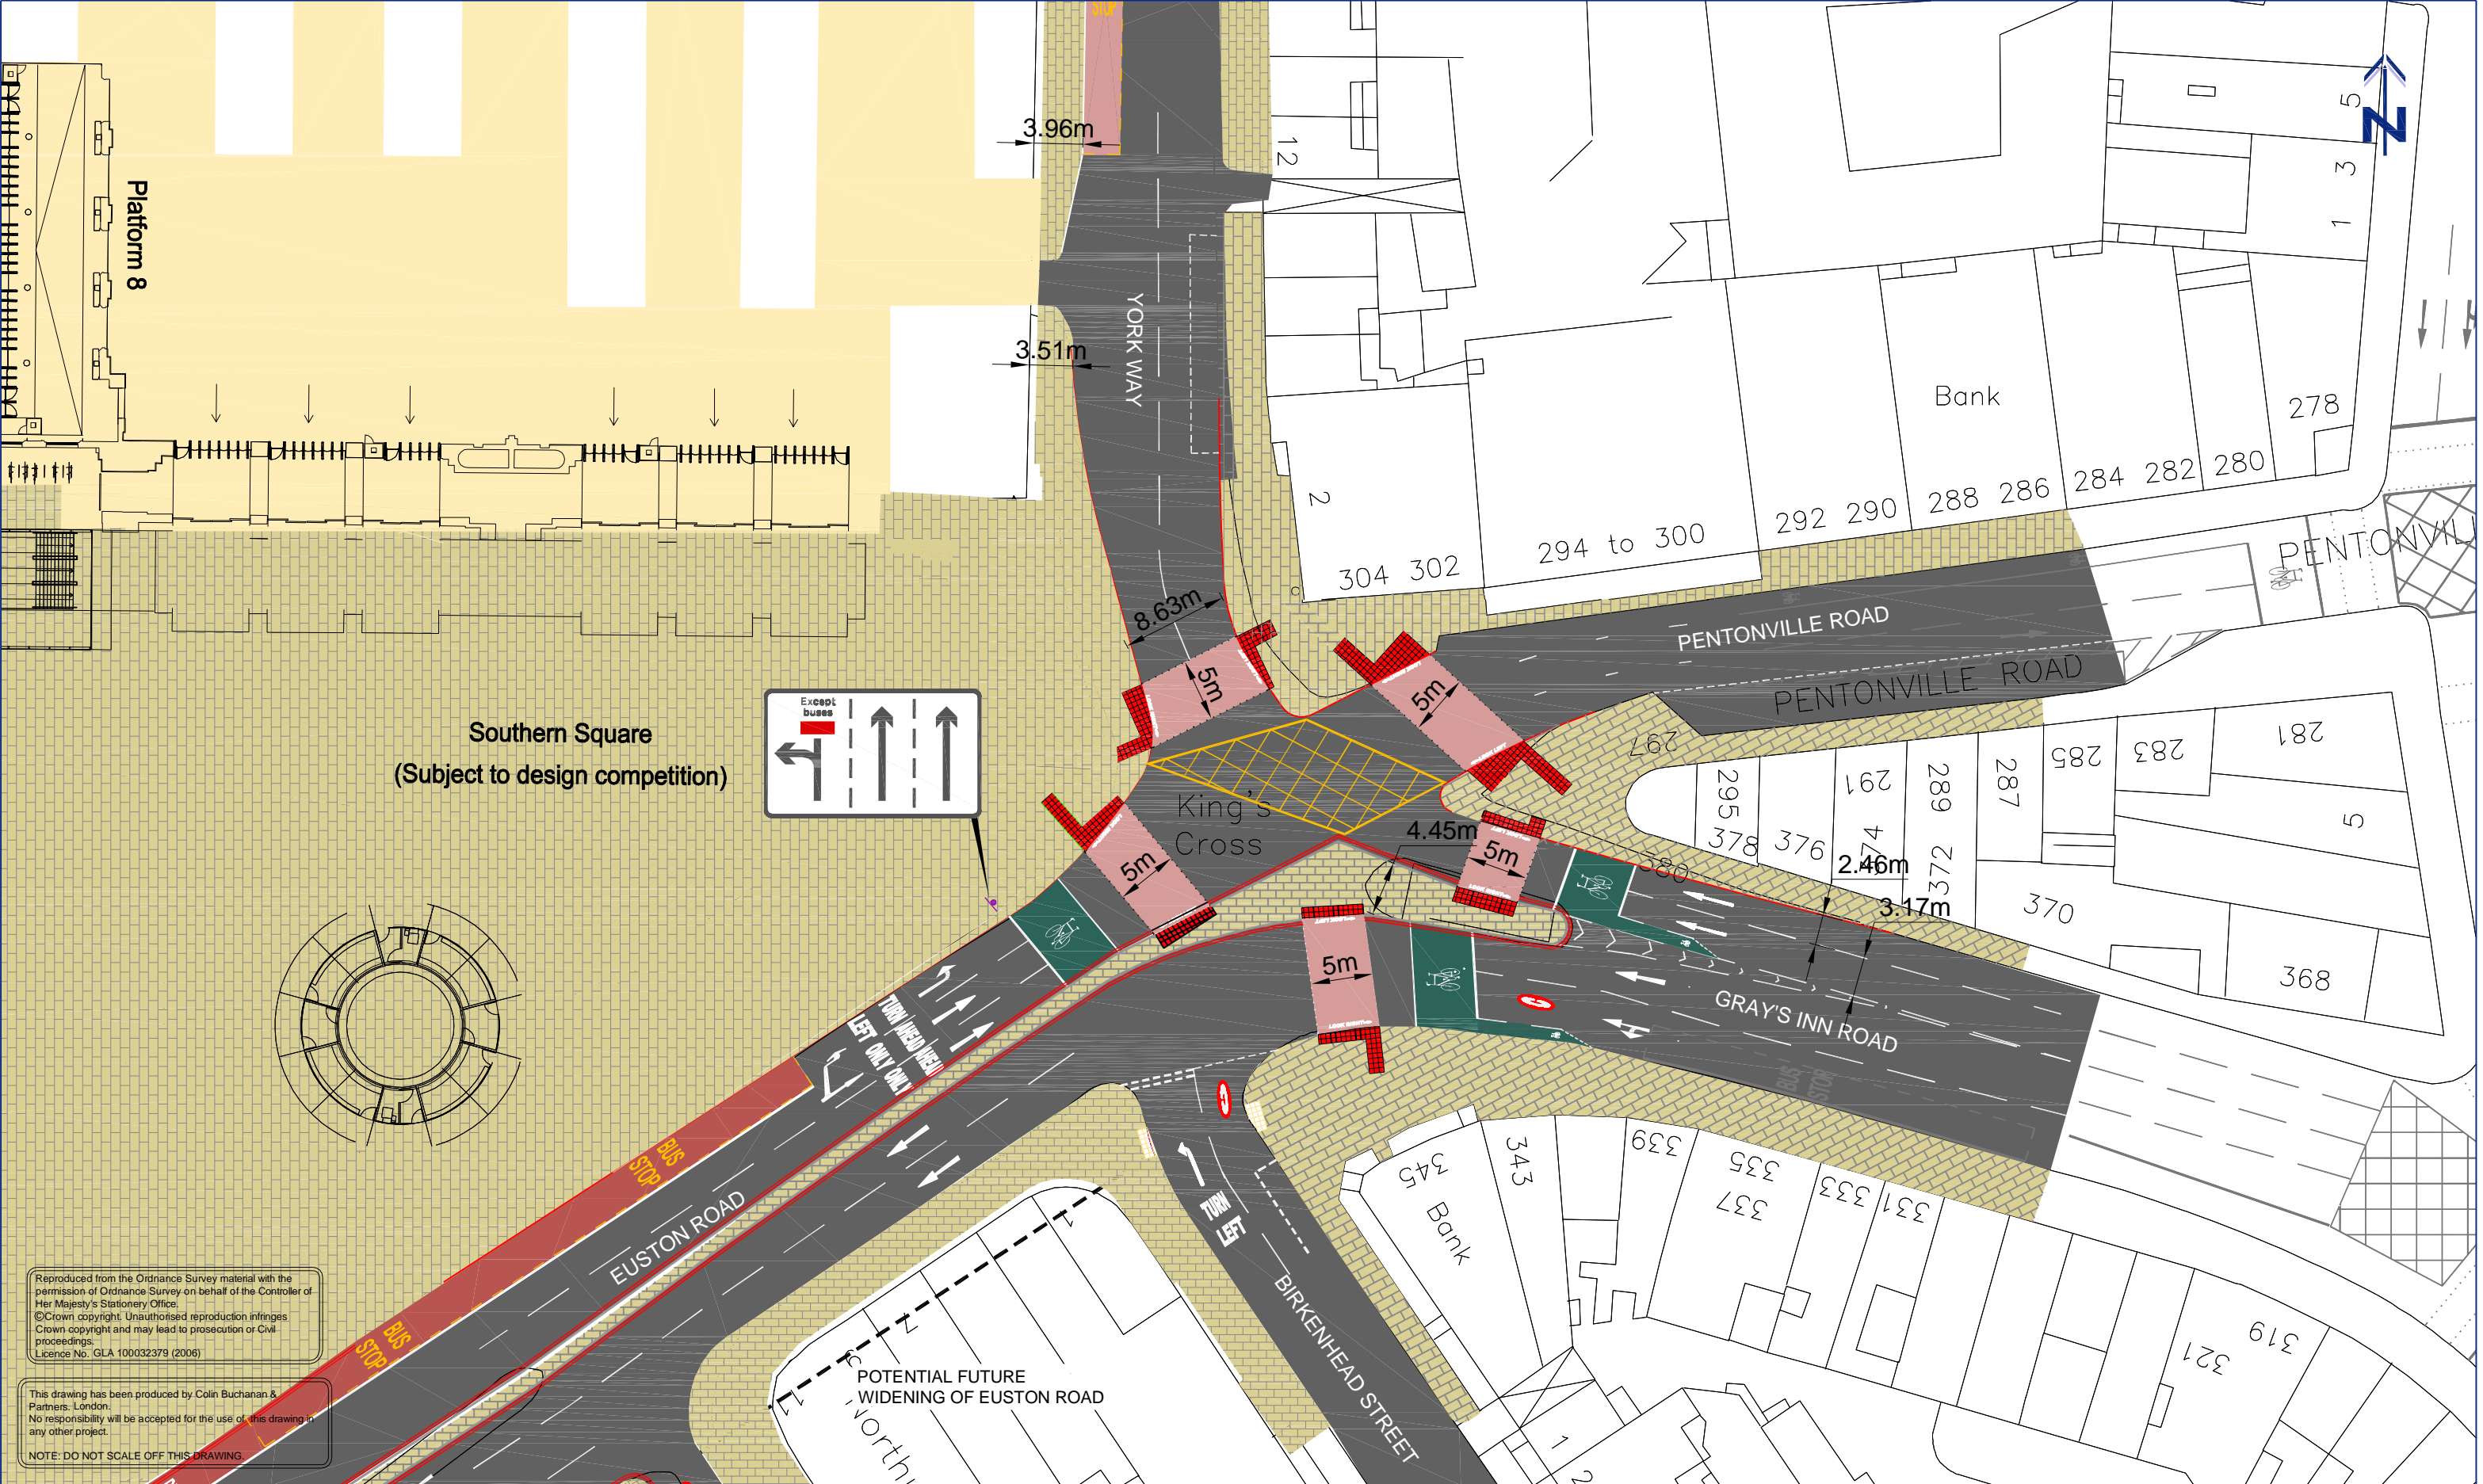 STOP
3.96m
12
5
N
3
1
Platform 8
YORK WAY
3.51m
Bank
278
2
304 302
294 to 300
292 290
288 286
284 282 280
8.63m
5m
5m
PENTONVILLE ROAD
PENTONVILLE ROAD
Southern Square
(Subject to design competition)
Except
buses
King's
Cross
297
295
291
289
287
285
283
281
5
378
376
372
380
370
368
4.45m
5m
2.46m
3.17m
5m
5m
GRAY'S INN ROAD
BUS
STOP
TURN AHEAD AHEAD
LEFT ONLY ONLY
BUS
STOP
EUSTON ROAD
BUS
STOP
TURN
LEFT
BIRKENHEAD STREET
345
Bank
343
339
335
337
333
331
321
319
1
7
11
1
2
POTENTIAL FUTURE
WIDENING OF EUSTON ROAD
Reproduced from the Ordnance Survey material with the
permission of Ordnance Survey on behalf of the Controller of
Her Majesty's Stationery Office.
©Crown copyright. Unauthorised reproduction infringes
Crown copyright and may lead to prosecution or Civil
proceedings.
Licence No. GLA 100032379 (2006)
This drawing has been produced by Colin Buchanan &
Partners. London.
No responsibility will be accepted for the use of this drawing in
any other project.
NOTE: DO NOT SCALE OFF THIS DRAWING.